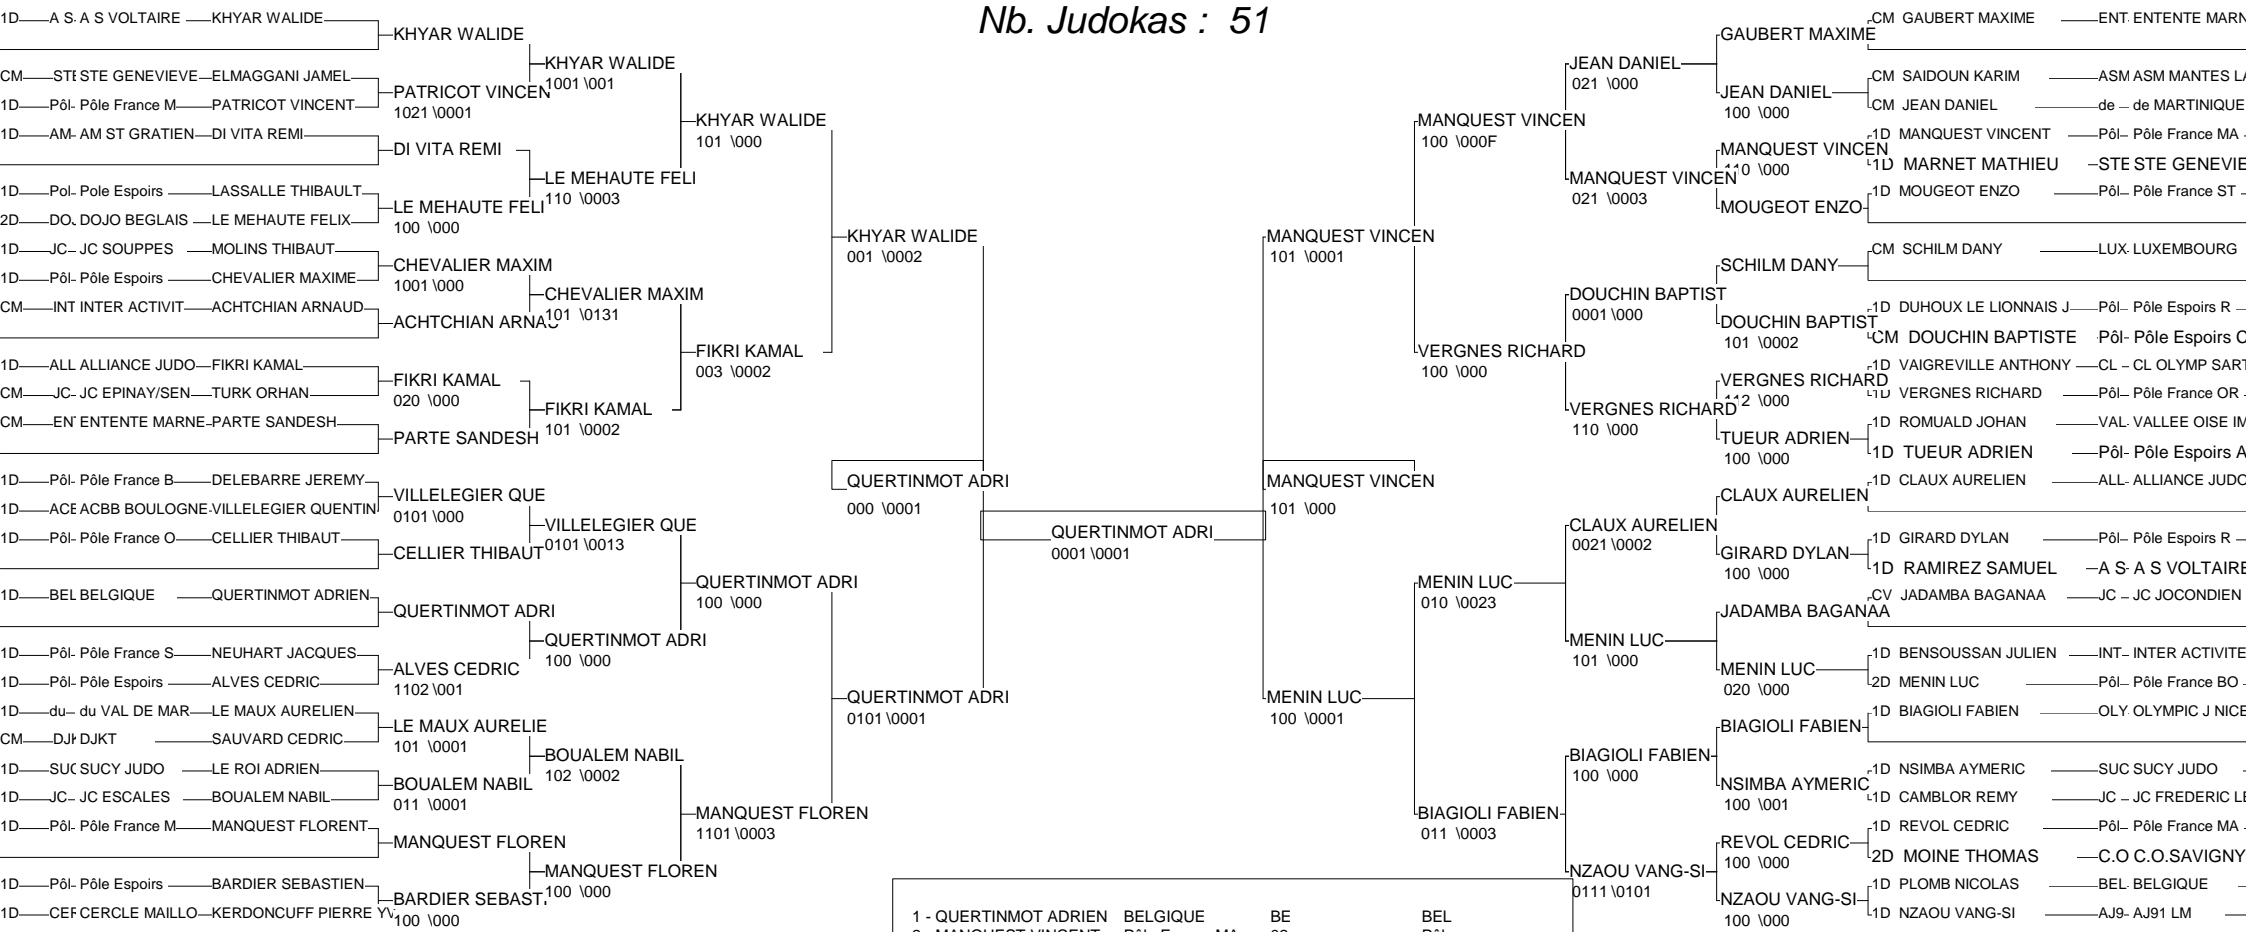 Nb. Judokas : 51
1D A S A S VOLTAIRE KHYAR WALIDE
CM STE STE GENEVIEVE ELMAGGANI JAMEL
1D Pôl Pôle France M PATRICOT VINCENT
1D AM AM ST GRATIEN DI VITA REMI
1D Pol Pole Espoirs LASSALLE THIBAULT
2D DOJ DOJO BEGLAIS LE MEHAUTE FELIX
1D JC JC SOUPPES MOLINS THIBAUT
1D Pôl Pôle Espoirs CHEVALIER MAXIME
CM INT INTER ACTIVIT ACHTCHIAN ARNAUD
1D ALL ALLIANCE JUDO FIKRI KAMAL
CM JC JC EPINAY/SEN TURK ORHAN
CM EN ENTENTE MARNE PARTE SANDESH
1D Pôl Pôle France B DELEBARRE JEREMY
1D ACE ACBB BOULOGNE VILLELEGIER QUENTIN
1D Pôl Pôle France O CELLIER THIBAUT
1D BEL BELGIQUE QUERTINMOT ADRIEN
1D Pôl Pôle France S NEUHART JACQUES
1D Pôl Pôle Espoirs ALVES CEDRIC
1D du du VAL DE MAR LE MAUX AURELIEN
CM DJK DJKT SAUVARD CEDRIC
1D SUC SUCY JUDO LE ROI ADRIEN
1D JC JC ESCALES BOUALEM NABIL
1D Pôl Pôle France M MANQUEST FLORENT
1D Pôl Pôle Espoirs BARDIER SEBASTIEN
1D CER CERCLE MAILLO KERDONCUFF PIERRE YV
KHYAR WALIDE
PATRICOT VINCEN
1021 \0001
DI VITA REMI
LE MEHAUTE FELI
100 \000
CHEVALIER MAXIM
1001 \000
ACHTCHIAN ARNAU
FIKRI KAMAL
020 \000
PARTE SANDESH
VILLELEGIER QUE
0101 \000
CELLIER THIBAUT
QUERTINMOT ADRI
ALVES CEDRIC
1102 \001
LE MAUX AURELIE
101 \0001
BOUALEM NABIL
011 \0001
MANQUEST FLOREN
BARDIER SEBAST
100 \000
KHYAR WALIDE
1001 \001
LE MEHAUTE FELI
110 \0003
CHEVALIER MAXIM
101 \0131
FIKRI KAMAL
101 \0002
VILLELEGIER QUE
0101 \0013
QUERTINMOT ADRI
100 \000
BOUALEM NABIL
102 \0002
MANQUEST FLOREN
100 \000
KHYAR WALIDE
101 \000
FIKRI KAMAL
003 \0002
QUERTINMOT ADRI
100 \000
MANQUEST FLOREN
1101 \0003
KHYAR WALIDE
001 \0002
QUERTINMOT ADRI
000 \0001
QUERTINMOT ADRI
0101 \0001
QUERTINMOT ADRI
0001 \0001
MANQUEST VINCEN
101 \0001
MANQUEST VINCEN
101 \000
MENIN LUC
100 \0001
MANQUEST VINCEN
100 \000F
VERGNES RICHARD
100 \000
MENIN LUC
010 \0023
BIAGIOLI FABIEN
011 \0003
JEAN DANIEL
021 \000
MANQUEST VINCEN
021 \0003
DOUCHIN BAPTIST
0001 \000
VERGNES RICHARD
110 \000
CLAUX AURELIEN
0021 \0002
MENIN LUC
101 \000
BIAGIOLI FABIEN
100 \000
NZAOU VANG-SI
0111 \0101
GAUBERT MAXIME
JEAN DANIEL
100 \000
MANQUEST VINCEN
110 \000
MOUGEOT ENZO
SCHILM DANY
DOUCHIN BAPTIST
101 \0002
VERGNES RICHARD
112 \000
TUEUR ADRIEN
100 \000
CLAUX AURELIEN
GIRARD DYLAN
100 \000
JADAMBA BAGANAA
MENIN LUC
020 \000
BIAGIOLI FABIEN
NSIMBA AYMERIC
100 \001
REVOL CEDRIC
100 \000
NZAOU VANG-SI
100 \000
CM GAUBERT MAXIME ENT ENTENTE MARN
CM SAIDOUN KARIM ASM ASM MANTES LA
CM JEAN DANIEL de de MARTINIQUE
1D MANQUEST VINCENT Pôl Pôle France MA
1D MARNET MATHIEU STE STE GENEVIE
1D MOUGEOT ENZO Pôl Pôle France ST
CM SCHILM DANY LUX LUXEMBOURG
1D DUHOUX LE LIONNAIS J Pôl Pôle Espoirs R
CM DOUCHIN BAPTISTE Pôl Pôle Espoirs C
1D VAIGREVILLE ANTHONY CL CL OLYMP SART
1D VERGNES RICHARD Pôl Pôle France OR
1D ROMUALD JOHAN VAL VALLEE OISE IM
1D TUEUR ADRIEN Pôl Pôle Espoirs A
1D CLAUX AURELIEN ALL ALLIANCE JUDO
1D GIRARD DYLAN Pôl Pôle Espoirs R
1D RAMIREZ SAMUEL A S A S VOLTAIRE
CV JADAMBA BAGANAA JC JC JOCONDIEN
1D BENSOUSSAN JULIEN INT INTER ACTIVITE
2D MENIN LUC Pôl Pôle France BO
1D BIAGIOLI FABIEN OLY OLYMPIC J NICE
1D NSIMBA AYMERIC SUC SUCY JUDO
1D CAMBLOR REMY JC JC FREDERIC LE
1D REVOL CEDRIC Pôl Pôle France MA
2D MOINE THOMAS C.O C.O.SAVIGNY
1D PLOMB NICOLAS BEL BELGIQUE
1D NZAOU VANG-SI AJ9 AJ91 LM
1 - QUERTINMOT ADRIEN BELGIQUE BE BEL